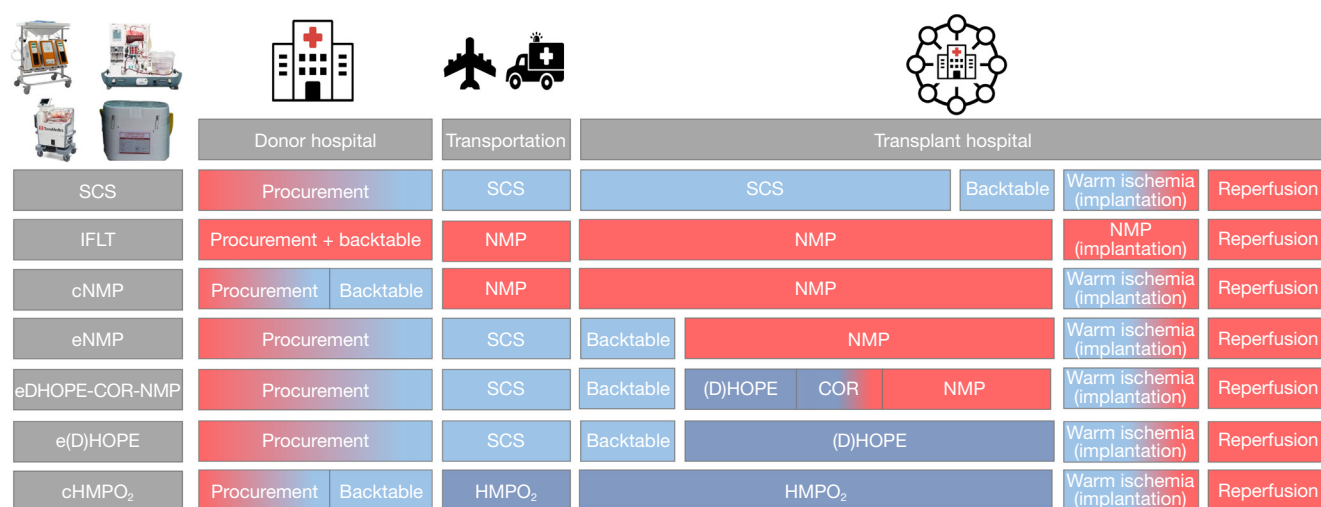 Donor hospital Transportation Transplant hospital
SCS Procurement SCS SCS Backtable Warm ischemia (implantation) Reperfusion
IFLT Procurement + backtable NMP NMP NMP (implantation) Reperfusion
cNMP Procurement Backtable NMP NMP Warm ischemia (implantation) Reperfusion
eNMP Procurement SCS Backtable NMP Warm ischemia (implantation) Reperfusion
eDHOPE-COR-NMP Procurement SCS Backtable (D)HOPE COR NMP Warm ischemia (implantation) Reperfusion
e(D)HOPE Procurement SCS Backtable (D)HOPE Warm ischemia (implantation) Reperfusion
cHMPO₂ Procurement Backtable HMPO₂ HMPO₂ Warm ischemia (implantation) Reperfusion